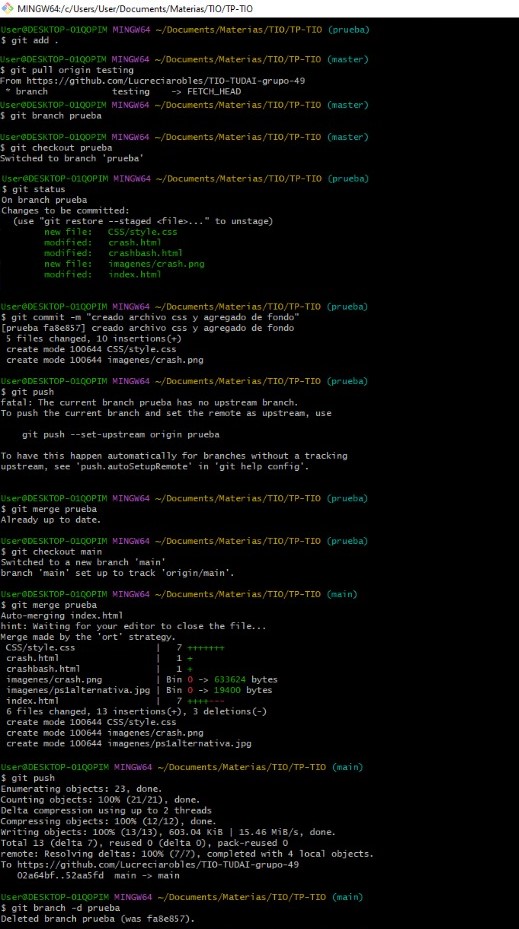 MINGW64:/c/Users/User/Documents/Materias/TIO/TP-TIO
User@DESKTOP-01QOPIM MINGW64 ~/Documents/Materias/TIO/TP-TIO (prueba)
$ git add .
User@DESKTOP-01QOPIM MINGW64 ~/Documents/Materias/TIO/TP-TIO (master)
$ git pull origin testing
From https://github.com/Lucreciarobles/TIO-TUDAI-grupo-49
* branch testing -> FETCH_HEAD
User@DESKTOP-01QOPIM MINGW64 ~/Documents/Materias/TIO/TP-TIO (master)
$ git branch prueba
User@DESKTOP-01QOPIM MINGW64 ~/Documents/Materias/TIO/TP-TIO (master)
$ git checkout prueba
Switched to branch 'prueba'
User@DESKTOP-01QOPIM MINGW64 ~/Documents/Materias/TIO/TP-TIO (prueba)
$ git status
On branch prueba
Changes to be committed:
(use "git restore --staged <file>..." to unstage)
new file: CSS/style.css
modified: crash.html
modified: crashbash.html
new file: imagenes/crash.png
modified: index.html
User@DESKTOP-01QOPIM MINGW64 ~/Documents/Materias/TIO/TP-TIO (prueba)
$ git commit -m "creado archivo css y agregado de fondo"
[prueba fa8e857] creado archivo css y agregado de fondo
5 files changed, 10 insertions(+)
create mode 100644 CSS/style.css
create mode 100644 imagenes/crash.png
User@DESKTOP-01QOPIM MINGW64 ~/Documents/Materias/TIO/TP-TIO (prueba)
$ git push
fatal: The current branch prueba has no upstream branch.
To push the current branch and set the remote as upstream, use
git push --set-upstream origin prueba
To have this happen automatically for branches without a tracking
upstream, see 'push.autoSetupRemote' in 'git help config'.
User@DESKTOP-01QOPIM MINGW64 ~/Documents/Materias/TIO/TP-TIO (prueba)
$ git merge prueba
Already up to date.
User@DESKTOP-01QOPIM MINGW64 ~/Documents/Materias/TIO/TP-TIO (prueba)
$ git checkout main
Switched to a new branch 'main'
branch 'main' set up to track 'origin/main'.
User@DESKTOP-01QOPIM MINGW64 ~/Documents/Materias/TIO/TP-TIO (main)
$ git merge prueba
Auto-merging index.html
hint: Waiting for your editor to close the file...
Merge made by the 'ort' strategy.
CSS/style.css | 7 +++++++
crash.html | 1 +
crashbash.html | 1 +
imagenes/crash.png | Bin 0 -> 633624 bytes
imagenes/ps1alternativa.jpg | Bin 0 -> 19400 bytes
index.html | 7 ++++---
6 files changed, 13 insertions(+), 3 deletions(-)
create mode 100644 CSS/style.css
create mode 100644 imagenes/crash.png
create mode 100644 imagenes/ps1alternativa.jpg
User@DESKTOP-01QOPIM MINGW64 ~/Documents/Materias/TIO/TP-TIO (main)
$ git push
Enumerating objects: 23, done.
Counting objects: 100% (21/21), done.
Delta compression using up to 2 threads
Compressing objects: 100% (12/12), done.
Writing objects: 100% (13/13), 603.04 KiB | 15.46 MiB/s, done.
Total 13 (delta 7), reused 0 (delta 0), pack-reused 0
remote: Resolving deltas: 100% (7/7), completed with 4 local objects.
To https://github.com/Lucreciarobles/TIO-TUDAI-grupo-49
02a64bf..52aa5fd main -> main
User@DESKTOP-01QOPIM MINGW64 ~/Documents/Materias/TIO/TP-TIO (main)
$ git branch -d prueba
Deleted branch prueba (was fa8e857).